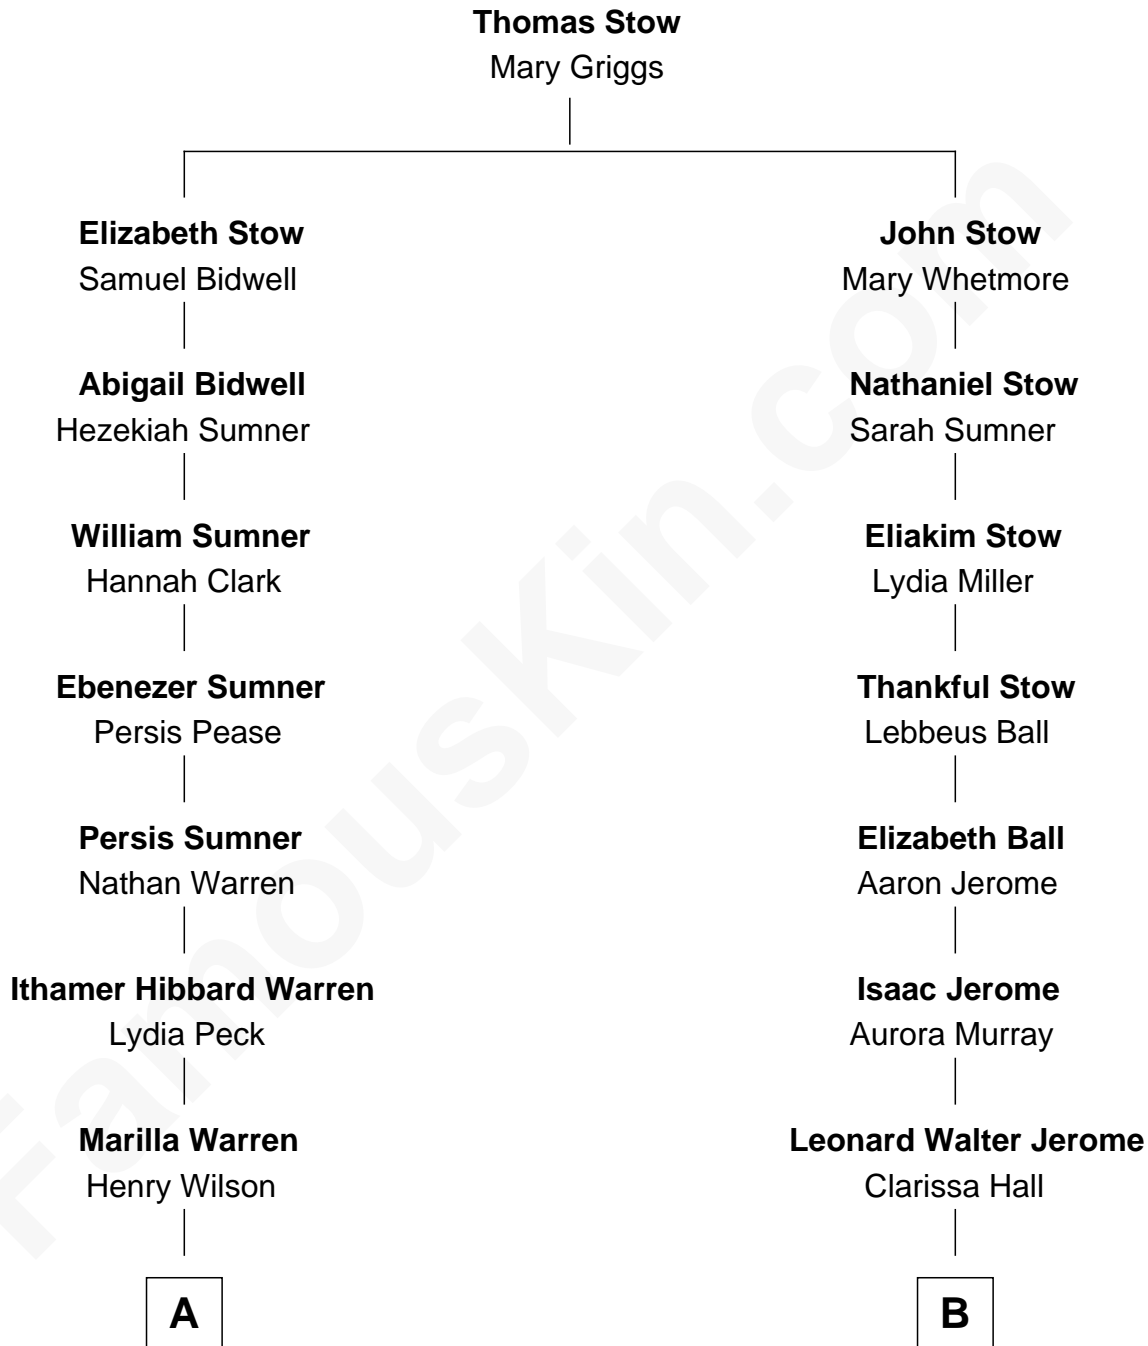 Thomas Stow
Mary Griggs
Elizabeth Stow
Samuel Bidwell
John Stow
Mary Whetmore
Abigail Bidwell
Hezekiah Sumner
Nathaniel Stow
Sarah Sumner
William Sumner
Hannah Clark
Eliakim Stow
Lydia Miller
Ebenezer Sumner
Persis Pease
Thankful Stow
Lebbeus Ball
Persis Sumner
Nathan Warren
Elizabeth Ball
Aaron Jerome
Ithamer Hibbard Warren
Lydia Peck
Isaac Jerome
Aurora Murray
Marilla Warren
Henry Wilson
Leonard Walter Jerome
Clarissa Hall
A
B
FamousKin.com